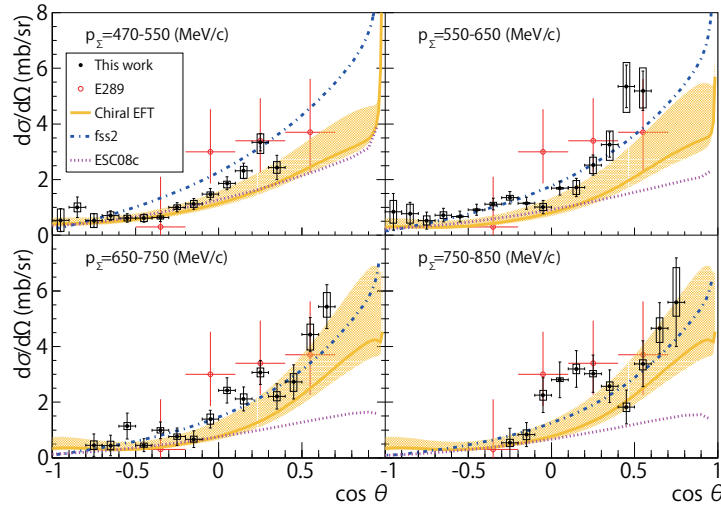 dσ/dΩ (mb/sr)
8
6
4
2
0
p_Σ=470-550 (MeV/c)
This work
E289
Chiral EFT
fss2
ESC08c
p_Σ=550-650 (MeV/c)
dσ/dΩ (mb/sr)
6
4
2
0
p_Σ=650-750 (MeV/c)
p_Σ=750-850 (MeV/c)
-1 -0.5 0 0.5 -1 -0.5 0 0.5 1
cos θ cos θ